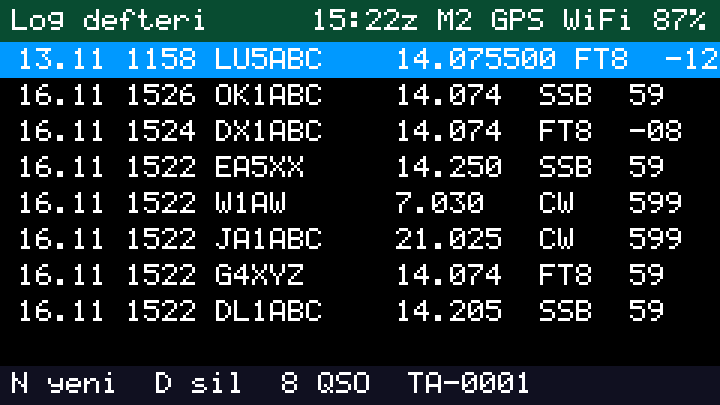 Log defteri 15:22z M2 GPS WiFi 87%
13.11 1158 LU5ABC 14.075500 FT8 -12
16.11 1526 OK1ABC 14.074 SSB 59
16.11 1524 DX1ABC 14.074 FT8 -08
16.11 1522 EA5XX 14.250 SSB 59
16.11 1522 W1AW 7.030 CW 599
16.11 1522 JA1ABC 21.025 CW 599
16.11 1522 G4XYZ 14.074 FT8 59
16.11 1522 DL1ABC 14.205 SSB 59
N yeni D sil 8 QSO TA-0001